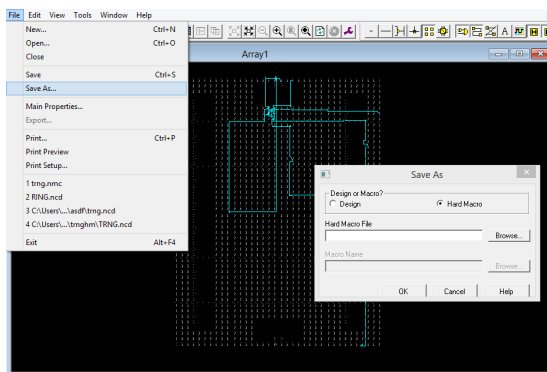 File Edit View Tools Window Help
New... Ctrl+N
Open... Ctrl+O
Close
Save Ctrl+S
Save As...
Main Properties...
Export...
Print... Ctrl+P
Print Preview
Print Setup...
1 trng.nmc
2 RING.ncd
3 C:\Users\...\asdf\trng.ncd
4 C:\Users\...\trnghrm\TRNG.ncd
Exit Alt+F4
A
Array1
Save As
Design or Macro?
Design Hard Macro
Hard Macro File
Browse...
Macro Name
Browse...
OK Cancel Help